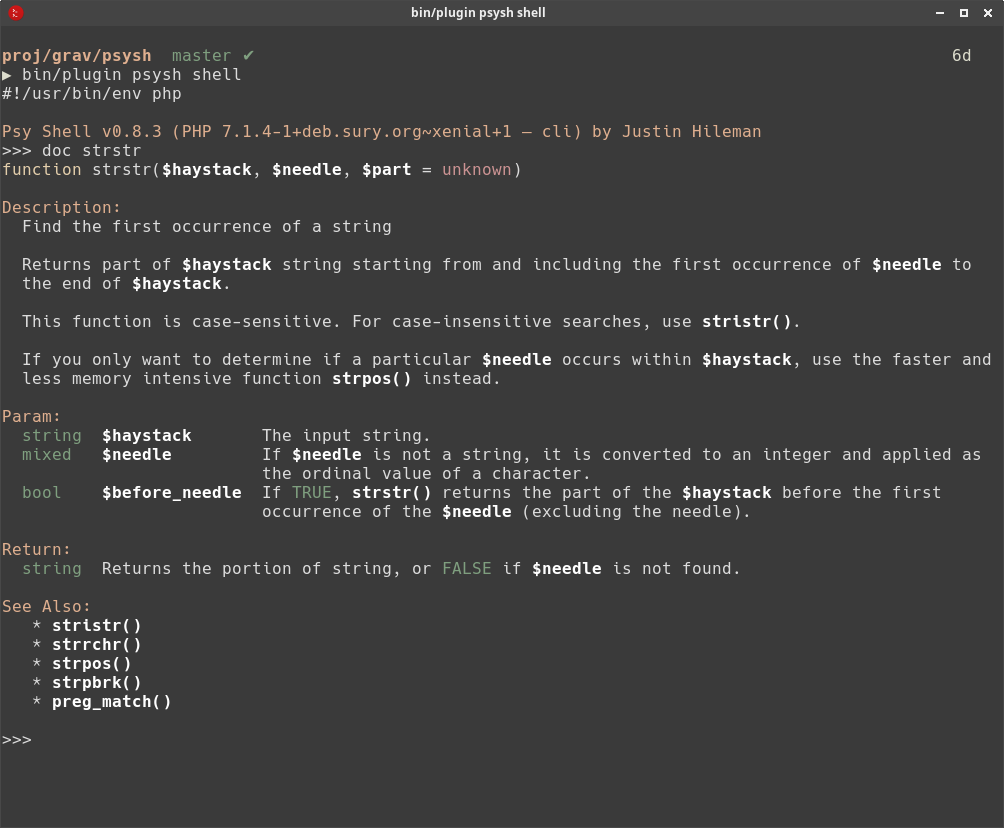 bin/plugin psysh shell
proj/grav/psysh  master ✔  6d
▶ bin/plugin psysh shell
#!/usr/bin/env php
Psy Shell v0.8.3 (PHP 7.1.4-1+deb.sury.org~xenial+1 — cli) by Justin Hileman
>>> doc strstr
function strstr($haystack, $needle, $part = unknown)
Description:
Find the first occurrence of a string
Returns part of $haystack string starting from and including the first occurrence of $needle to
the end of $haystack.
This function is case-sensitive. For case-insensitive searches, use stristr().
If you only want to determine if a particular $needle occurs within $haystack, use the faster and
less memory intensive function strpos() instead.
Param:
string  $haystack       The input string.
mixed   $needle         If $needle is not a string, it is converted to an integer and applied as
the ordinal value of a character.
bool    $before_needle  If TRUE, strstr() returns the part of the $haystack before the first
occurrence of the $needle (excluding the needle).
Return:
string  Returns the portion of string, or FALSE if $needle is not found.
See Also:
* stristr()
* strrchr()
* strpos()
* strpbrk()
* preg_match()
>>>